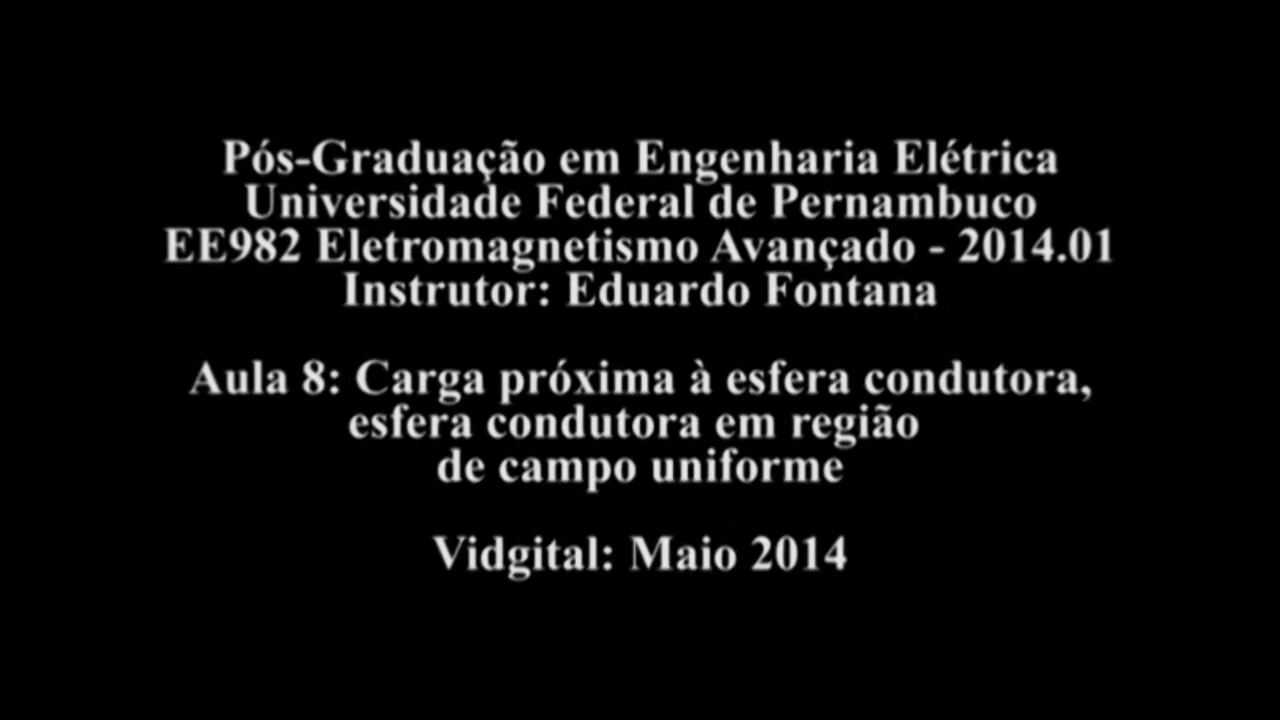 Pós-Graduação em Engenharia Elétrica
Universidade Federal de Pernambuco
EE982 Eletromagnetismo Avançado - 2014.01
Instrutor: Eduardo Fontana
Aula 8: Carga próxima à esfera condutora,
esfera condutora em região
de campo uniforme
Vidgital: Maio 2014